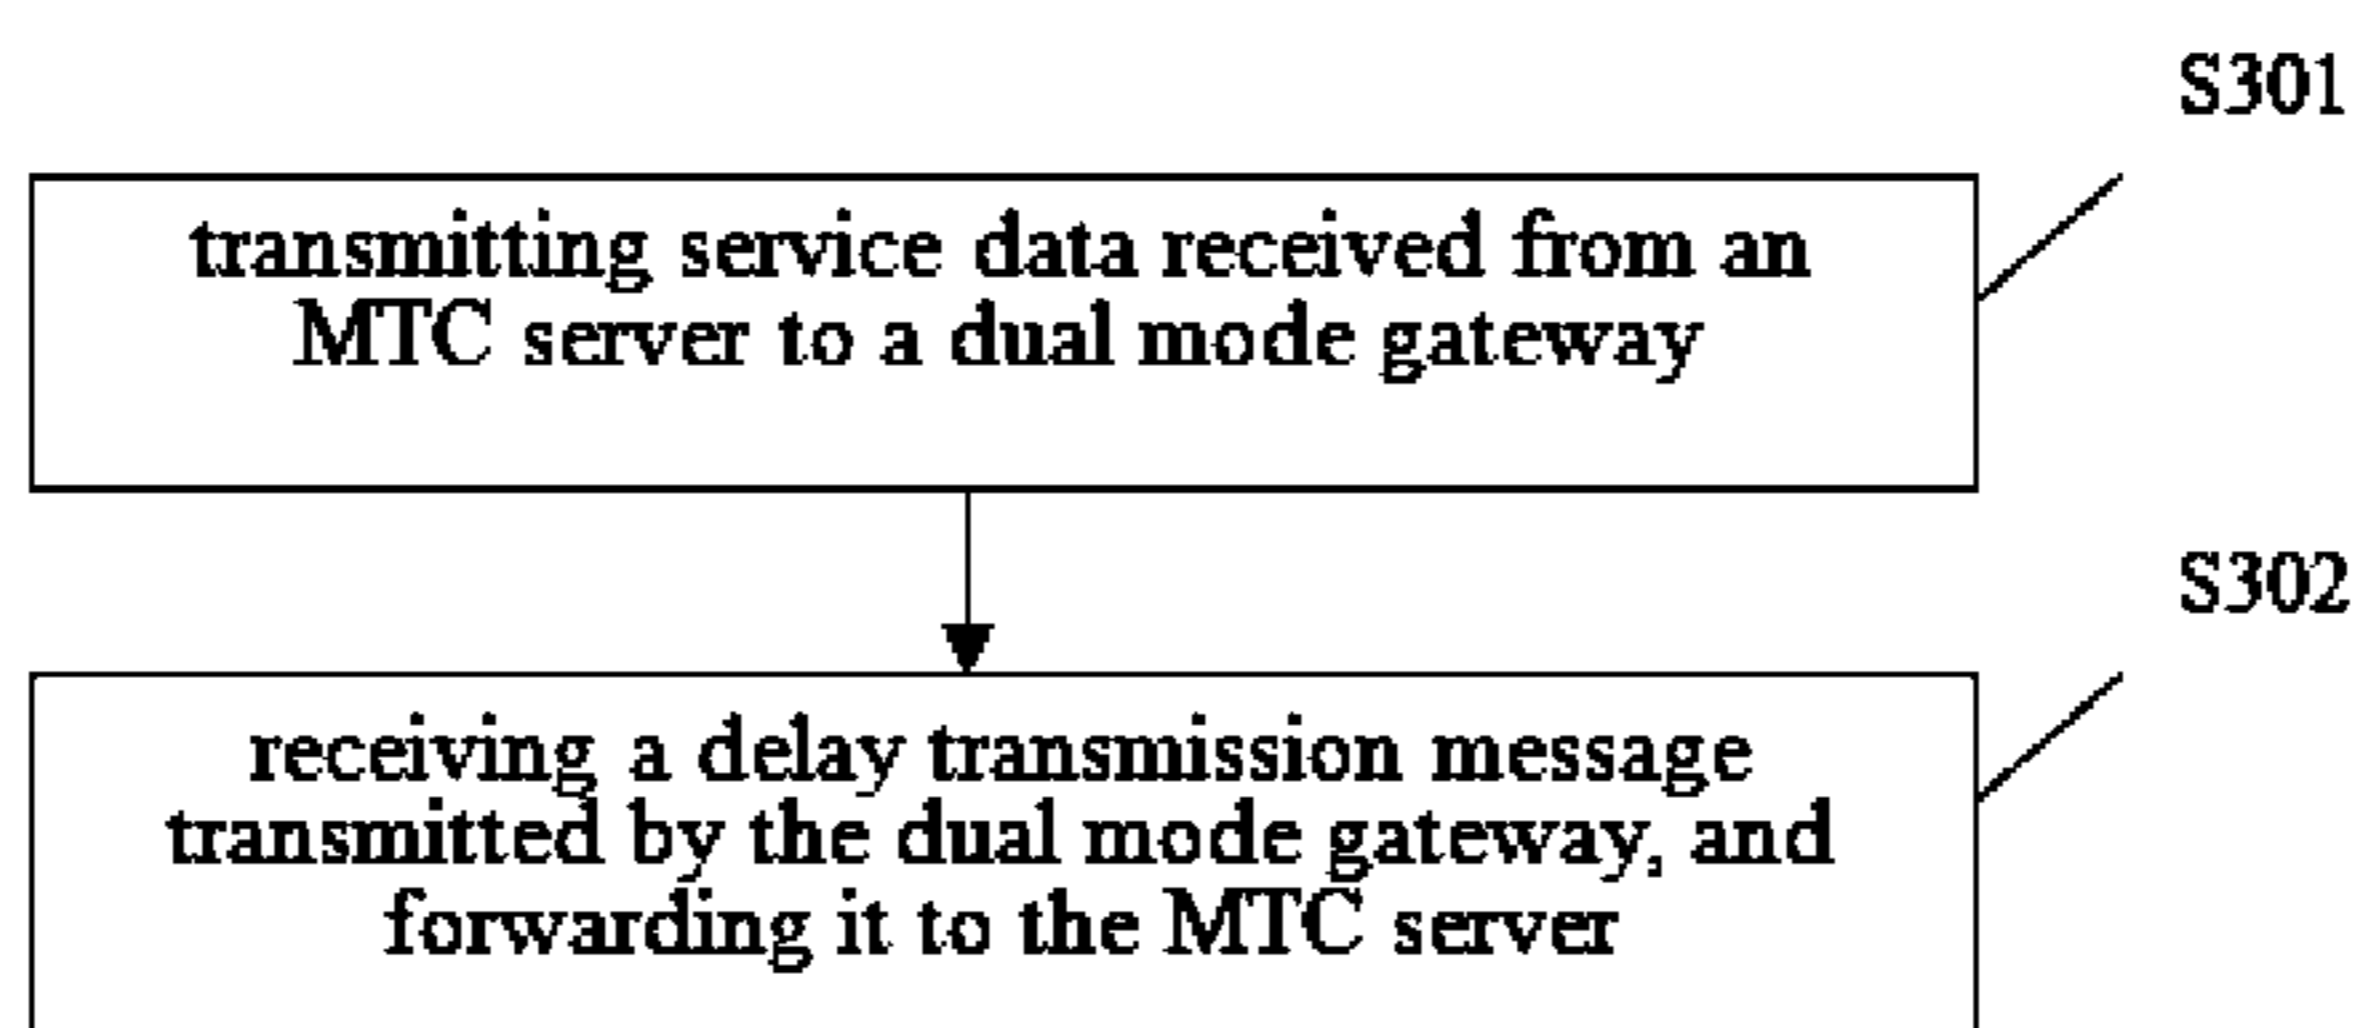 S301
transmitting service data received from an
MTC server to a dual mode gateway
S302
receiving a delay transmission message
transmitted by the dual mode gateway, and
forwarding it to the MTC server